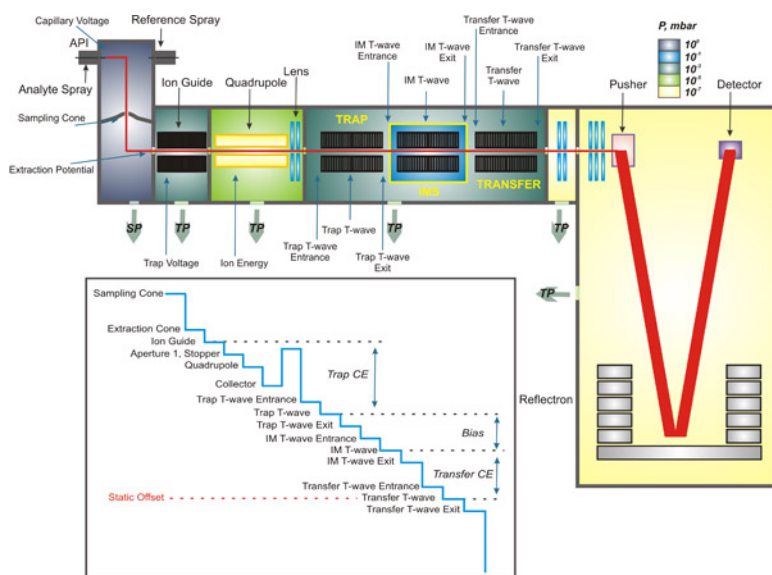 Capillary Voltage
Reference Spray
API
Analyte Spray
Sampling Cone
Extraction Potential
Ion Guide
Quadrupole
Lens
IM T-wave
Entrance
IM T-wave
IM T-wave
Exit
Transfer T-wave
Entrance
Transfer
T-wave
Transfer T-wave
Exit
P, mbar
10⁰
10⁻¹
10⁻³
10⁻⁵
10⁻⁷
Pusher
Detector
TRAP
IMS
TRANSFER
SP
TP
TP
TP
TP
TP
Trap Voltage
Ion Energy
Trap T-wave
Entrance
Trap T-wave
Trap T-wave
Exit
Reflectron
Sampling Cone
Extraction Cone
Ion Guide
Aperture 1, Stopper
Quadrupole
Collector
Trap T-wave Entrance
Trap T-wave
Trap T-wave Exit
IM T-wave Entrance
IM T-wave
IM T-wave Exit
Transfer T-wave Entrance
Static Offset
Transfer T-wave
Transfer T-wave Exit
Trap CE
Bias
Transfer CE